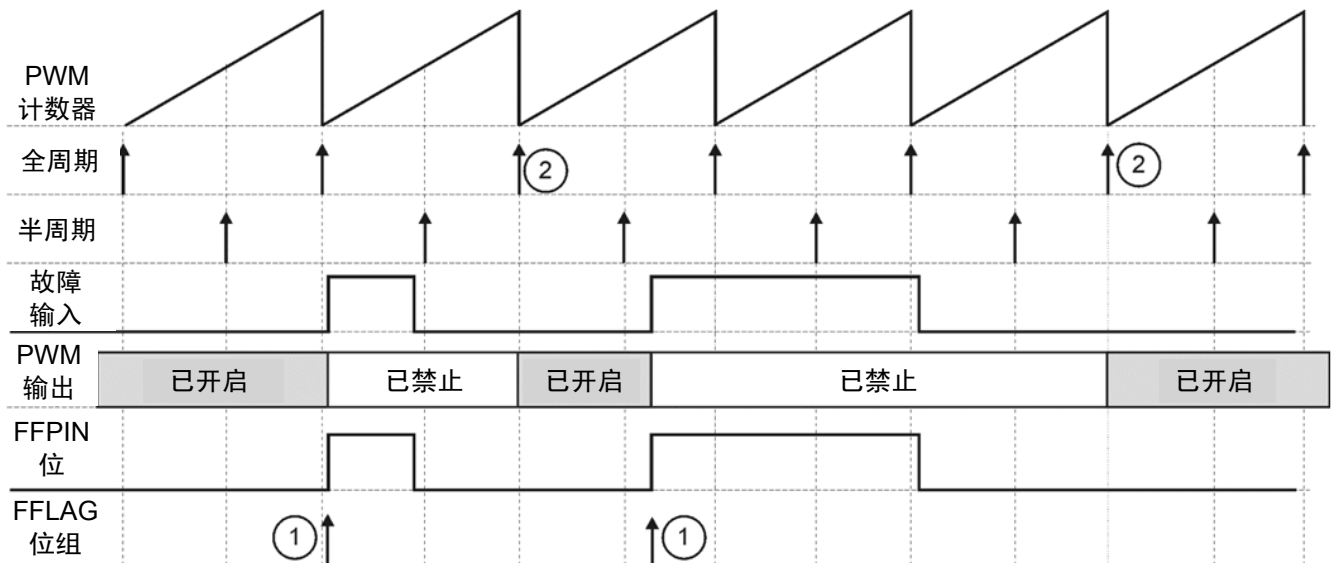 PWM
计数器
全周期
②
②
半周期
故障
输入
PWM
输出
已开启
已禁止
已开启
已禁止
已开启
FFPIN
位
FFLAG
位组
①
①